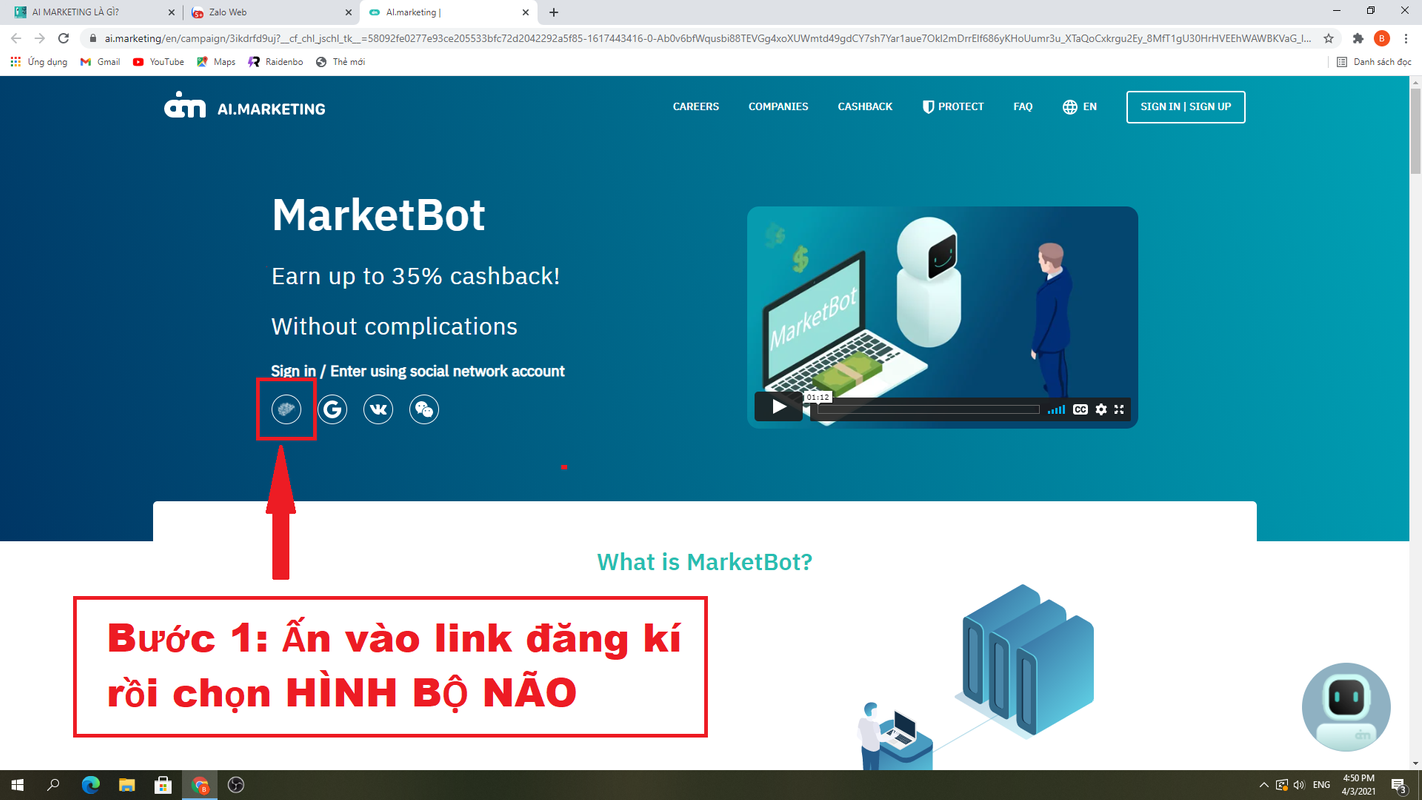 AI MARKETING LÀ GÌ?
Zalo Web
AI.marketing |
ai.marketing/en/campaign/3ikdrfd9uj?__cf_chl_jschl_tk__=58092fe0277e93ce205533bfc72d2042292a5f85-1617443416-0-Ab0v6bfWqusbi88TEVGg4xoXUWmtd49gdCY7sh7Yar1aue7OkI2mDrrElf686yKHoUumr3u_XTaQoCxkrgu2Ey_8MfT1gU30HrHVEEhWAWBKVaG_I...
B
Ứng dụng
Gmail
YouTube
Maps
Raidenbo
Thẻ mới
Danh sách đọc
am AI.MARKETING
CAREERS
COMPANIES
CASHBACK
PROTECT
FAQ
EN
SIGN IN | SIGN UP
MarketBot
Earn up to 35% cashback!
Without complications
Sign in / Enter using social network account
MarketBot
01:12
CC
What is MarketBot?
Bước 1: Ấn vào link đăng kí
rồi chọn HÌNH BỘ NÃO
am
ENG
4:50 PM
4/3/2021
3